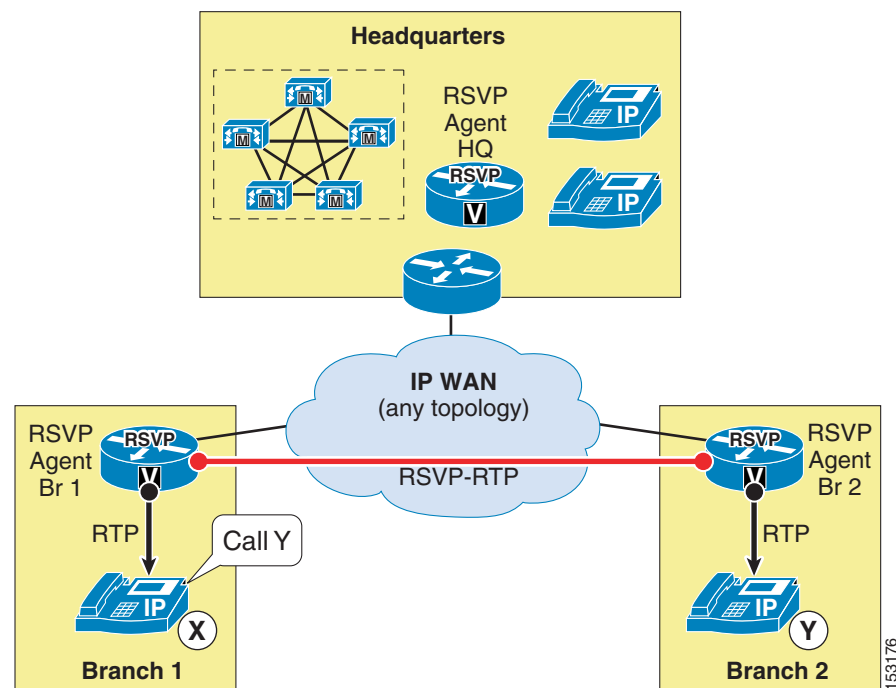 Headquarters
M
M
M
M
M
RSVP
Agent
HQ
RSVP
V
IP
IP
IP WAN
(any topology)
RSVP
Agent
Br 1
RSVP
V
RSVP-RTP
RSVP
V
RSVP
Agent
Br 2
RTP
Call Y
IP
X
Branch 1
RTP
IP
Y
Branch 2
153176